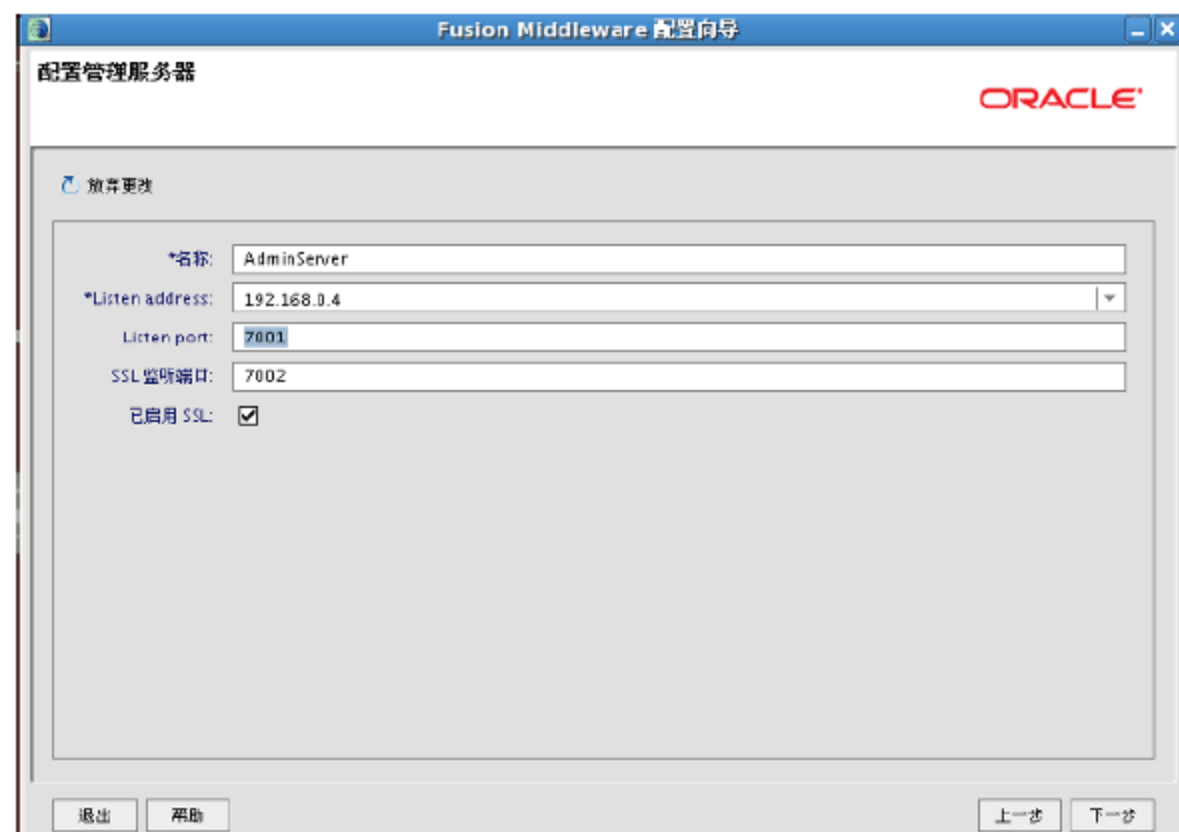 Fusion Middleware 配置向导
配置管理服务器
ORACLE
放弃更改
*名称: AdminServer
*Listen address: 192.168.0.4
Listen port: 7001
SSL 监听端口: 7002
已启用 SSL:
退出 帮助 上一步 下一步